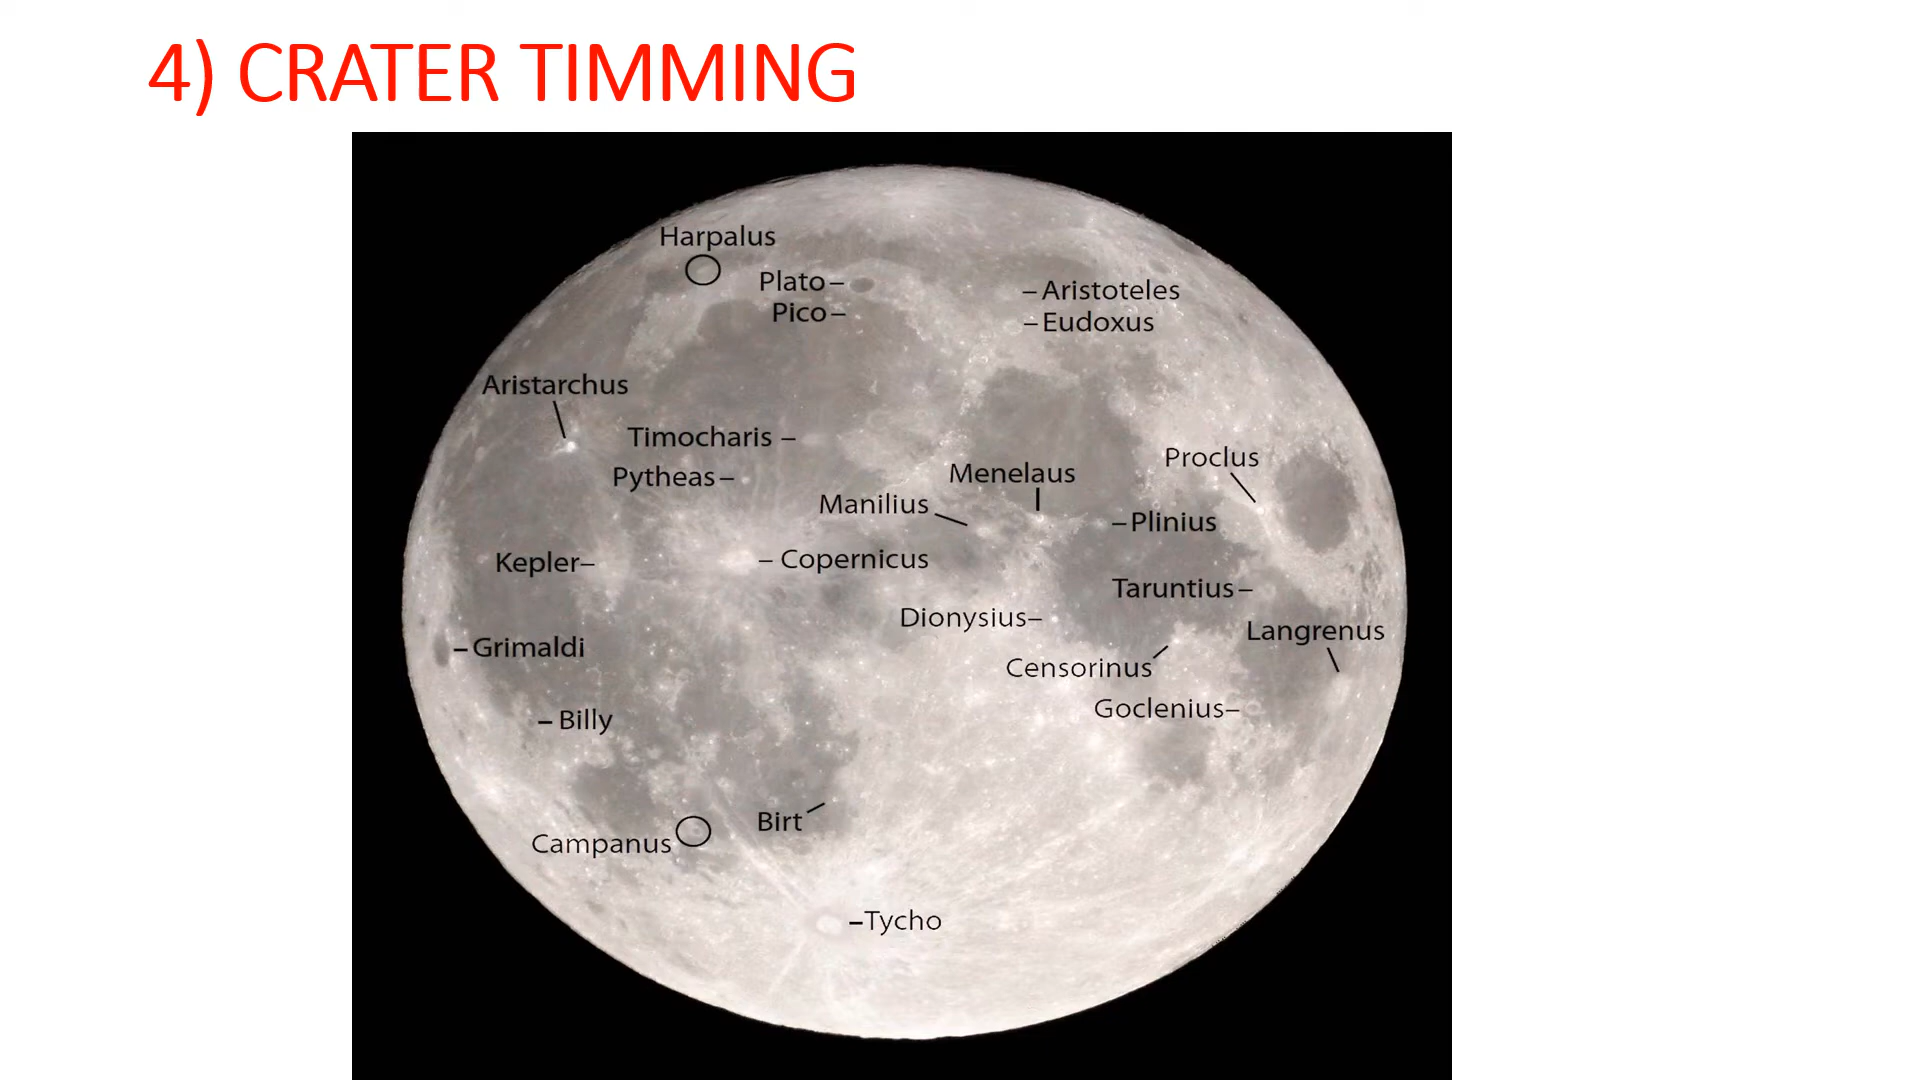 4) CRATER TIMMING
Harpalus
Plato
Pico
Aristoteles
Eudoxus
Aristarchus
Timocharis
Pytheas
Proclus
Menelaus
Manilius
Plinius
Kepler
Copernicus
Taruntius
Dionysius
Langrenus
Grimaldi
Censorinus
Goclenius
Billy
Birt
Campanus
Tycho